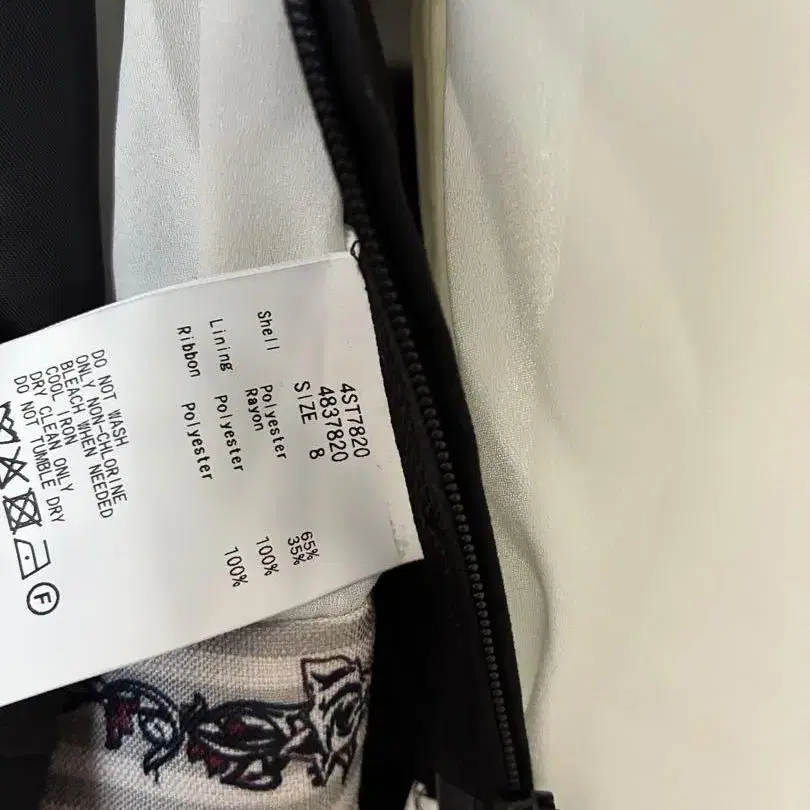 4ST7820
4837820
SIZE 8
Shell Polyester 65%
Rayon 35%
Lining Polyester 100%
Ribbon Polyester 100%
DO NOT WASH
ONLY NON-CHLORINE
BLEACH WHEN NEEDED
COOL IRON
DRY CLEAN ONLY
DO NOT TUMBLE DRY
F